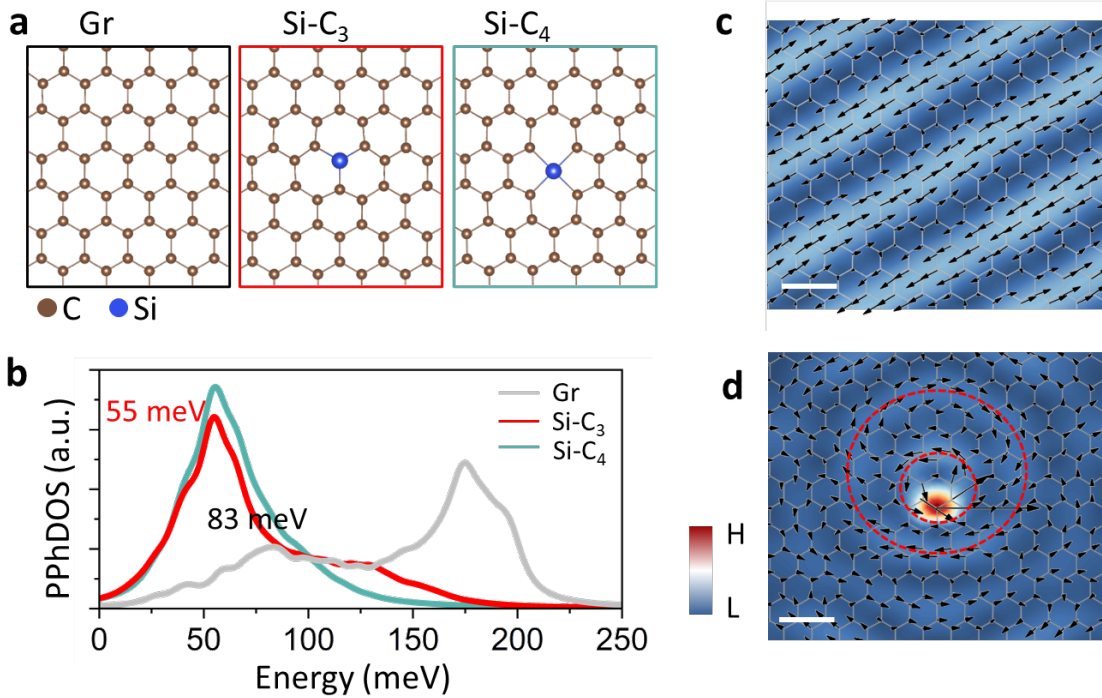 a
Gr
Si-C₃
Si-C₄
C
Si
b
PPhDOS (a.u.)
55 meV
83 meV
Gr
Si-C₃
Si-C₄
0
50
100
150
200
250
Energy (meV)
c
d
H
L